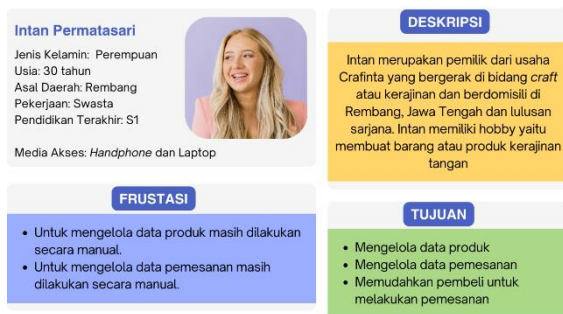 Intan Permatasari
Jenis Kelamin: Perempuan
Usia: 30 tahun
Asal Daerah: Rembang
Pekerjaan: Swasta
Pendidikan Terakhir: S1
Media Akses: Handphone dan Laptop
DESKRIPSI
Intan merupakan pemilik dari usaha
Crafinta yang bergerak di bidang craft
atau kerajinan dan berdomisili di
Rembang, Jawa Tengah dan lulusan
sarjana. Intan memiliki hobby yaitu
membuat barang atau produk kerajinan
tangan
FRUSTASI
• Untuk mengelola data produk masih dilakukan
secara manual.
• Untuk mengelola data pemesanan masih
dilakukan secara manual.
TUJUAN
• Mengelola data produk
• Mengelola data pemesanan
• Memudahkan pembeli untuk
melakukan pemesanan